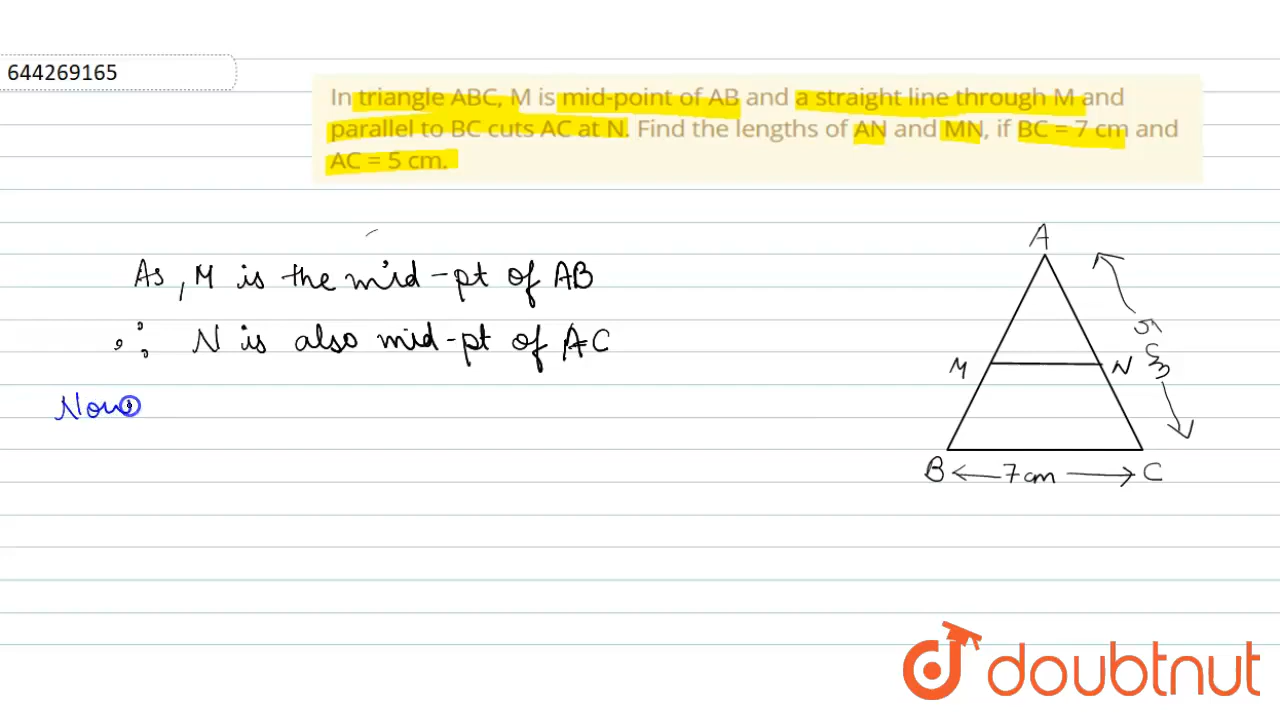 644269165
In triangle ABC, M is mid-point of AB and a straight line through M and
parallel to BC cuts AC at N. Find the lengths of AN and MN, if BC = 7 cm and
AC = 5 cm.
As, M is the mid-pt of AB
∴ N is also mid-pt of AC
Now
A
M
N
5 cm
B
7 cm
C
doubtnut